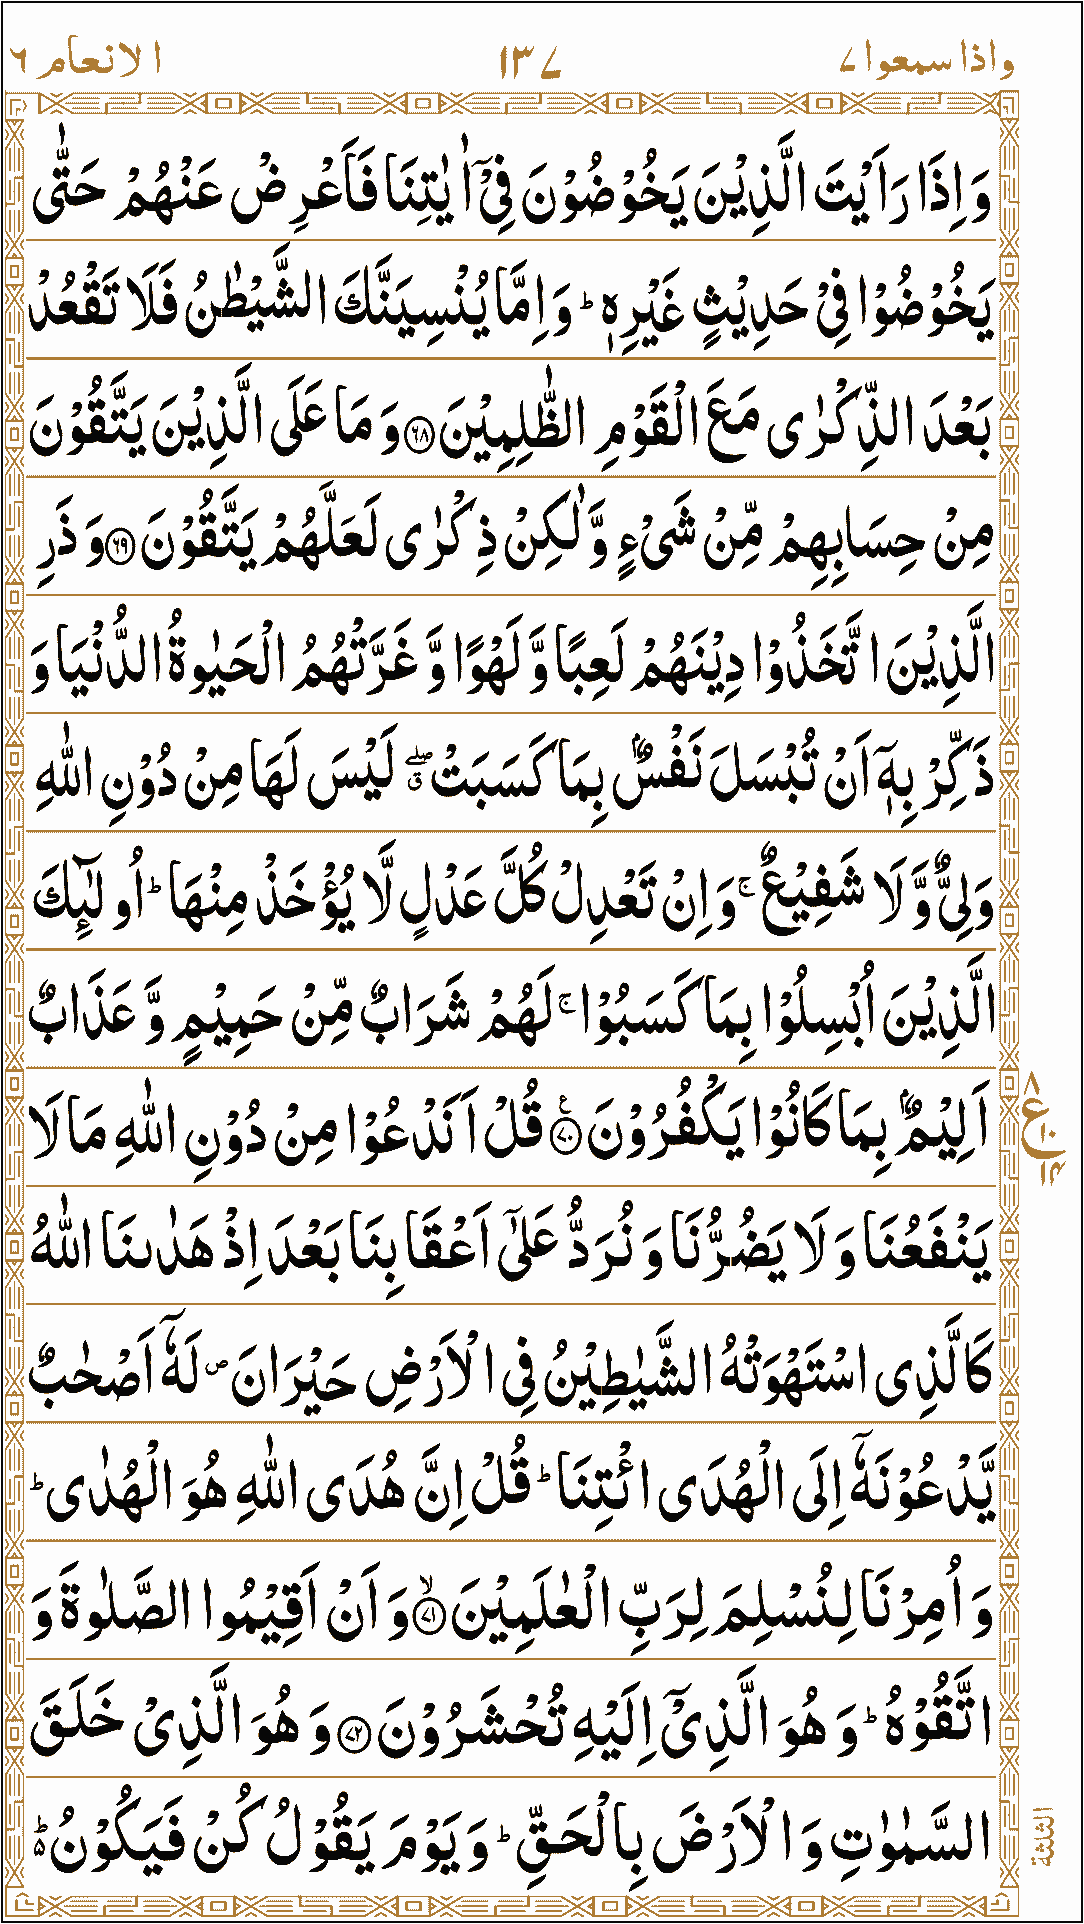 واذا سمعوا ٧ ١٣٧ الانعام ٦
وَاِذَا رَاَيْتَ الَّذِيْنَ يَخُوْضُوْنَ فِيْۤ اٰيٰتِنَا فَاَعْرِضْ عَنْهُمْ حَتّٰى
يَخُوْضُوْا فِيْ حَدِيْثٍ غَيْرِهٖ ؕ وَاِمَّا يُنْسِيَنَّكَ الشَّيْطٰنُ فَلَا تَقْعُدْ
بَعْدَ الذِّكْرٰى مَعَ الْقَوْمِ الظّٰلِمِيْنَ ﴿٦٨﴾ وَمَا عَلَى الَّذِيْنَ يَتَّقُوْنَ
مِنْ حِسَابِهِمْ مِّنْ شَىْءٍ وَّلٰكِنْ ذِكْرٰى لَعَلَّهُمْ يَتَّقُوْنَ ﴿٦٩﴾ وَذَرِ
الَّذِيْنَ اتَّخَذُوْا دِيْنَهُمْ لَعِبًا وَّلَهْوًا وَّغَرَّتْهُمُ الْحَيٰوةُ الدُّنْيَا وَ
ذَكِّرْ بِهٖۤ اَنْ تُبْسَلَ نَفْسٌۢ بِمَا كَسَبَتْ ۖۗ لَيْسَ لَهَا مِنْ دُوْنِ اللّٰهِ
وَلِيٌّ وَّلَا شَفِيْعٌ ۚ وَاِنْ تَعْدِلْ كُلَّ عَدْلٍ لَّا يُؤْخَذْ مِنْهَا ؕ اُولٰٓئِكَ
الَّذِيْنَ اُبْسِلُوْا بِمَا كَسَبُوْا ۚ لَهُمْ شَرَابٌ مِّنْ حَمِيْمٍ وَّعَذَابٌ
اَلِيْمٌۢ بِمَا كَانُوْا يَكْفُرُوْنَ ﴿٧٠﴾ ع قُلْ اَنَدْعُوْا مِنْ دُوْنِ اللّٰهِ مَا لَا
٨ ع ١٠ ١٤
يَنْفَعُنَا وَلَا يَضُرُّنَا وَنُرَدُّ عَلٰۤى اَعْقَابِنَا بَعْدَ اِذْ هَدٰىنَا اللّٰهُ
كَالَّذِى اسْتَهْوَتْهُ الشَّيٰطِيْنُ فِى الْاَرْضِ حَيْرَانَ ۪ لَهٗۤ اَصْحٰبٌ
يَّدْعُوْنَهٗۤ اِلَى الْهُدَى ائْتِنَا ؕ قُلْ اِنَّ هُدَى اللّٰهِ هُوَ الْهُدٰى ؕ
وَاُمِرْنَا لِنُسْلِمَ لِرَبِّ الْعٰلَمِيْنَ ﴿٧١﴾ ۙ وَاَنْ اَقِيْمُوا الصَّلٰوةَ وَ
اتَّقُوْهُ ؕ وَهُوَ الَّذِيْۤ اِلَيْهِ تُحْشَرُوْنَ ﴿٧٢﴾ وَهُوَ الَّذِيْ خَلَقَ
السَّمٰوٰتِ وَالْاَرْضَ بِالْحَقِّ ؕ وَيَوْمَ يَقُوْلُ كُنْ فَيَكُوْنُ ؕ۬
الثلثة